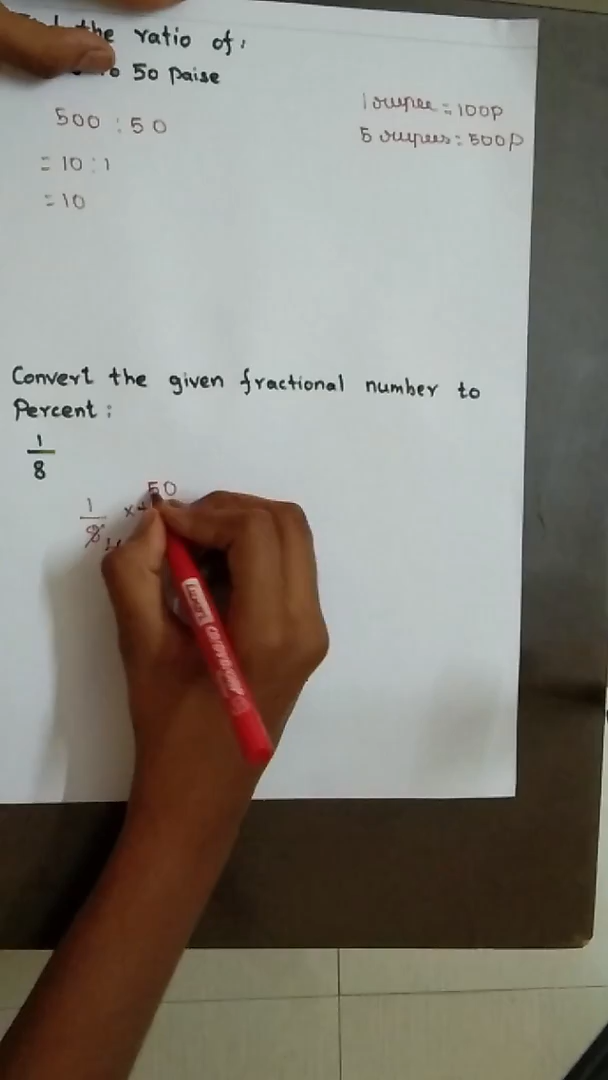 the ratio of:
50 paise
500 : 50
= 10 : 1
= 10
1 rupee = 100P
5 rupees = 500P
Convert the given fractional number to
Percent :
1
8
50
1 ×
8